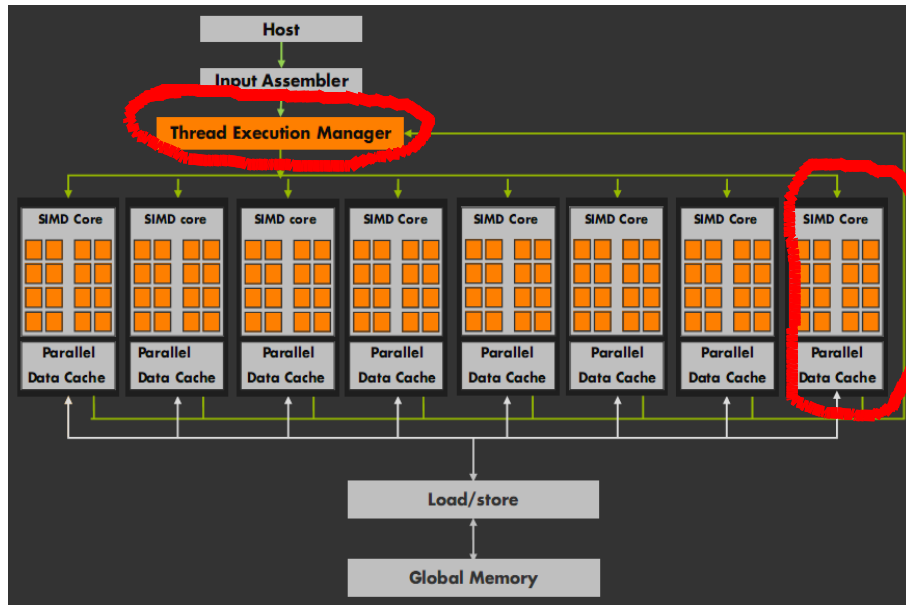 Host
Input Assembler
Thread Execution Manager
SIMD Core SIMD core SIMD core SIMD Core SIMD Core SIMD Core SIMD Core SIMD Core
Parallel Parallel Parallel Parallel Parallel Parallel Parallel Parallel
Data Cache Data Cache Data Cache Data Cache Data Cache Data Cache Data Cache Data Cache
Load/store
Global Memory